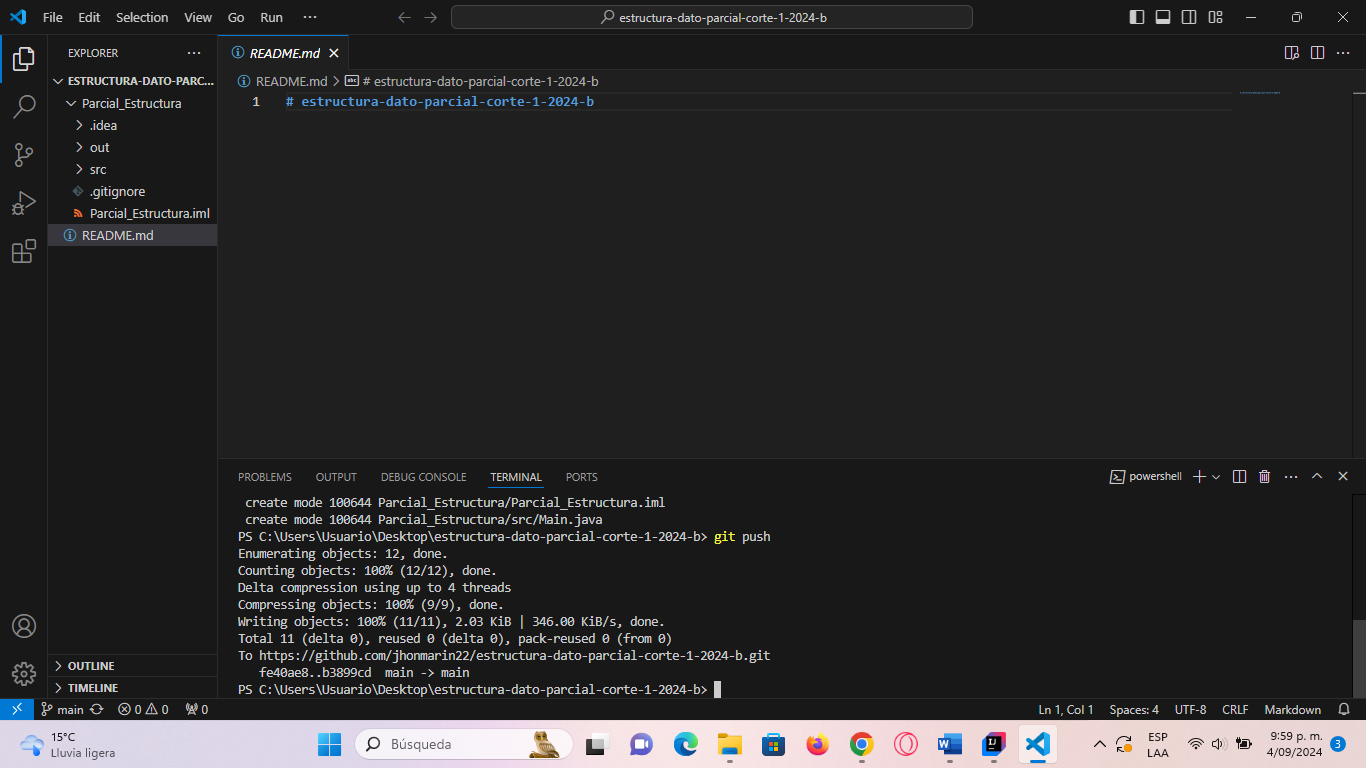 File Edit Selection View Go Run ···
estructura-dato-parcial-corte-1-2024-b
EXPLORER
ESTRUCTURA-DATO-PARC...
Parcial_Estructura
.idea
out
src
.gitignore
Parcial_Estructura.iml
README.md
OUTLINE
TIMELINE
README.md
README.md > # estructura-dato-parcial-corte-1-2024-b
1 # estructura-dato-parcial-corte-1-2024-b
PROBLEMS OUTPUT DEBUG CONSOLE TERMINAL PORTS
powershell
create mode 100644 Parcial_Estructura/Parcial_Estructura.iml
create mode 100644 Parcial_Estructura/src/Main.java
PS C:\Users\Usuario\Desktop\estructura-dato-parcial-corte-1-2024-b> git push
Enumerating objects: 12, done.
Counting objects: 100% (12/12), done.
Delta compression using up to 4 threads
Compressing objects: 100% (9/9), done.
Writing objects: 100% (11/11), 2.03 KiB | 346.00 KiB/s, done.
Total 11 (delta 0), reused 0 (delta 0), pack-reused 0 (from 0)
To https://github.com/jhonmarin22/estructura-dato-parcial-corte-1-2024-b.git
fe40ae8..b3899cd  main -> main
PS C:\Users\Usuario\Desktop\estructura-dato-parcial-corte-1-2024-b>
main 0 0 0
Ln 1, Col 1 Spaces: 4 UTF-8 CRLF Markdown
15°C
Lluvia ligera
Búsqueda
ESP
LAA
9:59 p. m.
4/09/2024
3